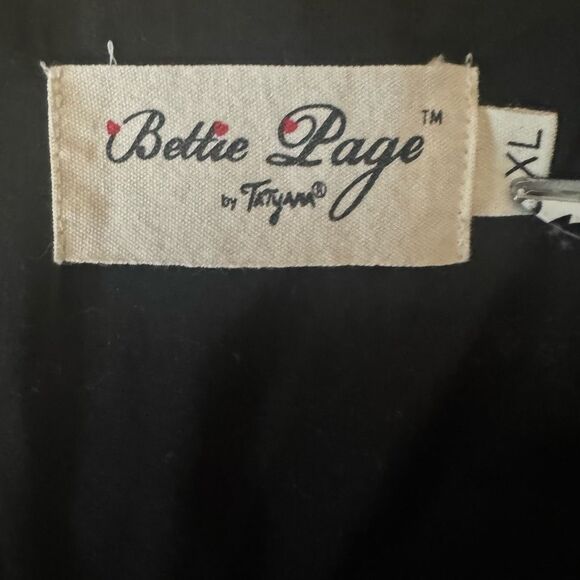 Bettie Page™
by Tatyana®
XL